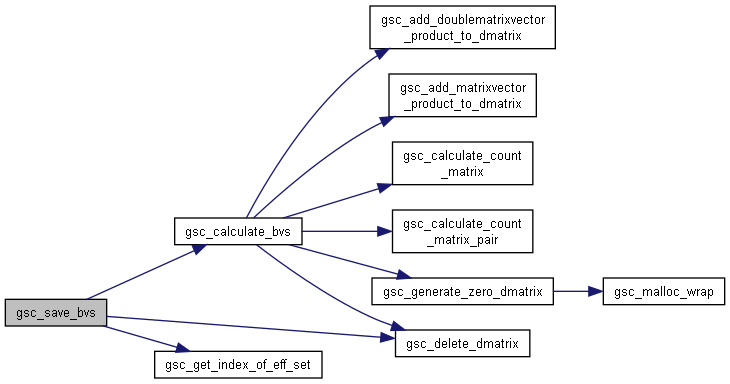 gsc_add_doublematrixvector
_product_to_dmatrix
gsc_add_matrixvector
_product_to_dmatrix
gsc_calculate_count
_matrix
gsc_calculate_bvs
gsc_calculate_count
_matrix_pair
gsc_generate_zero_dmatrix
gsc_malloc_wrap
gsc_save_bvs
gsc_delete_dmatrix
gsc_get_index_of_eff_set